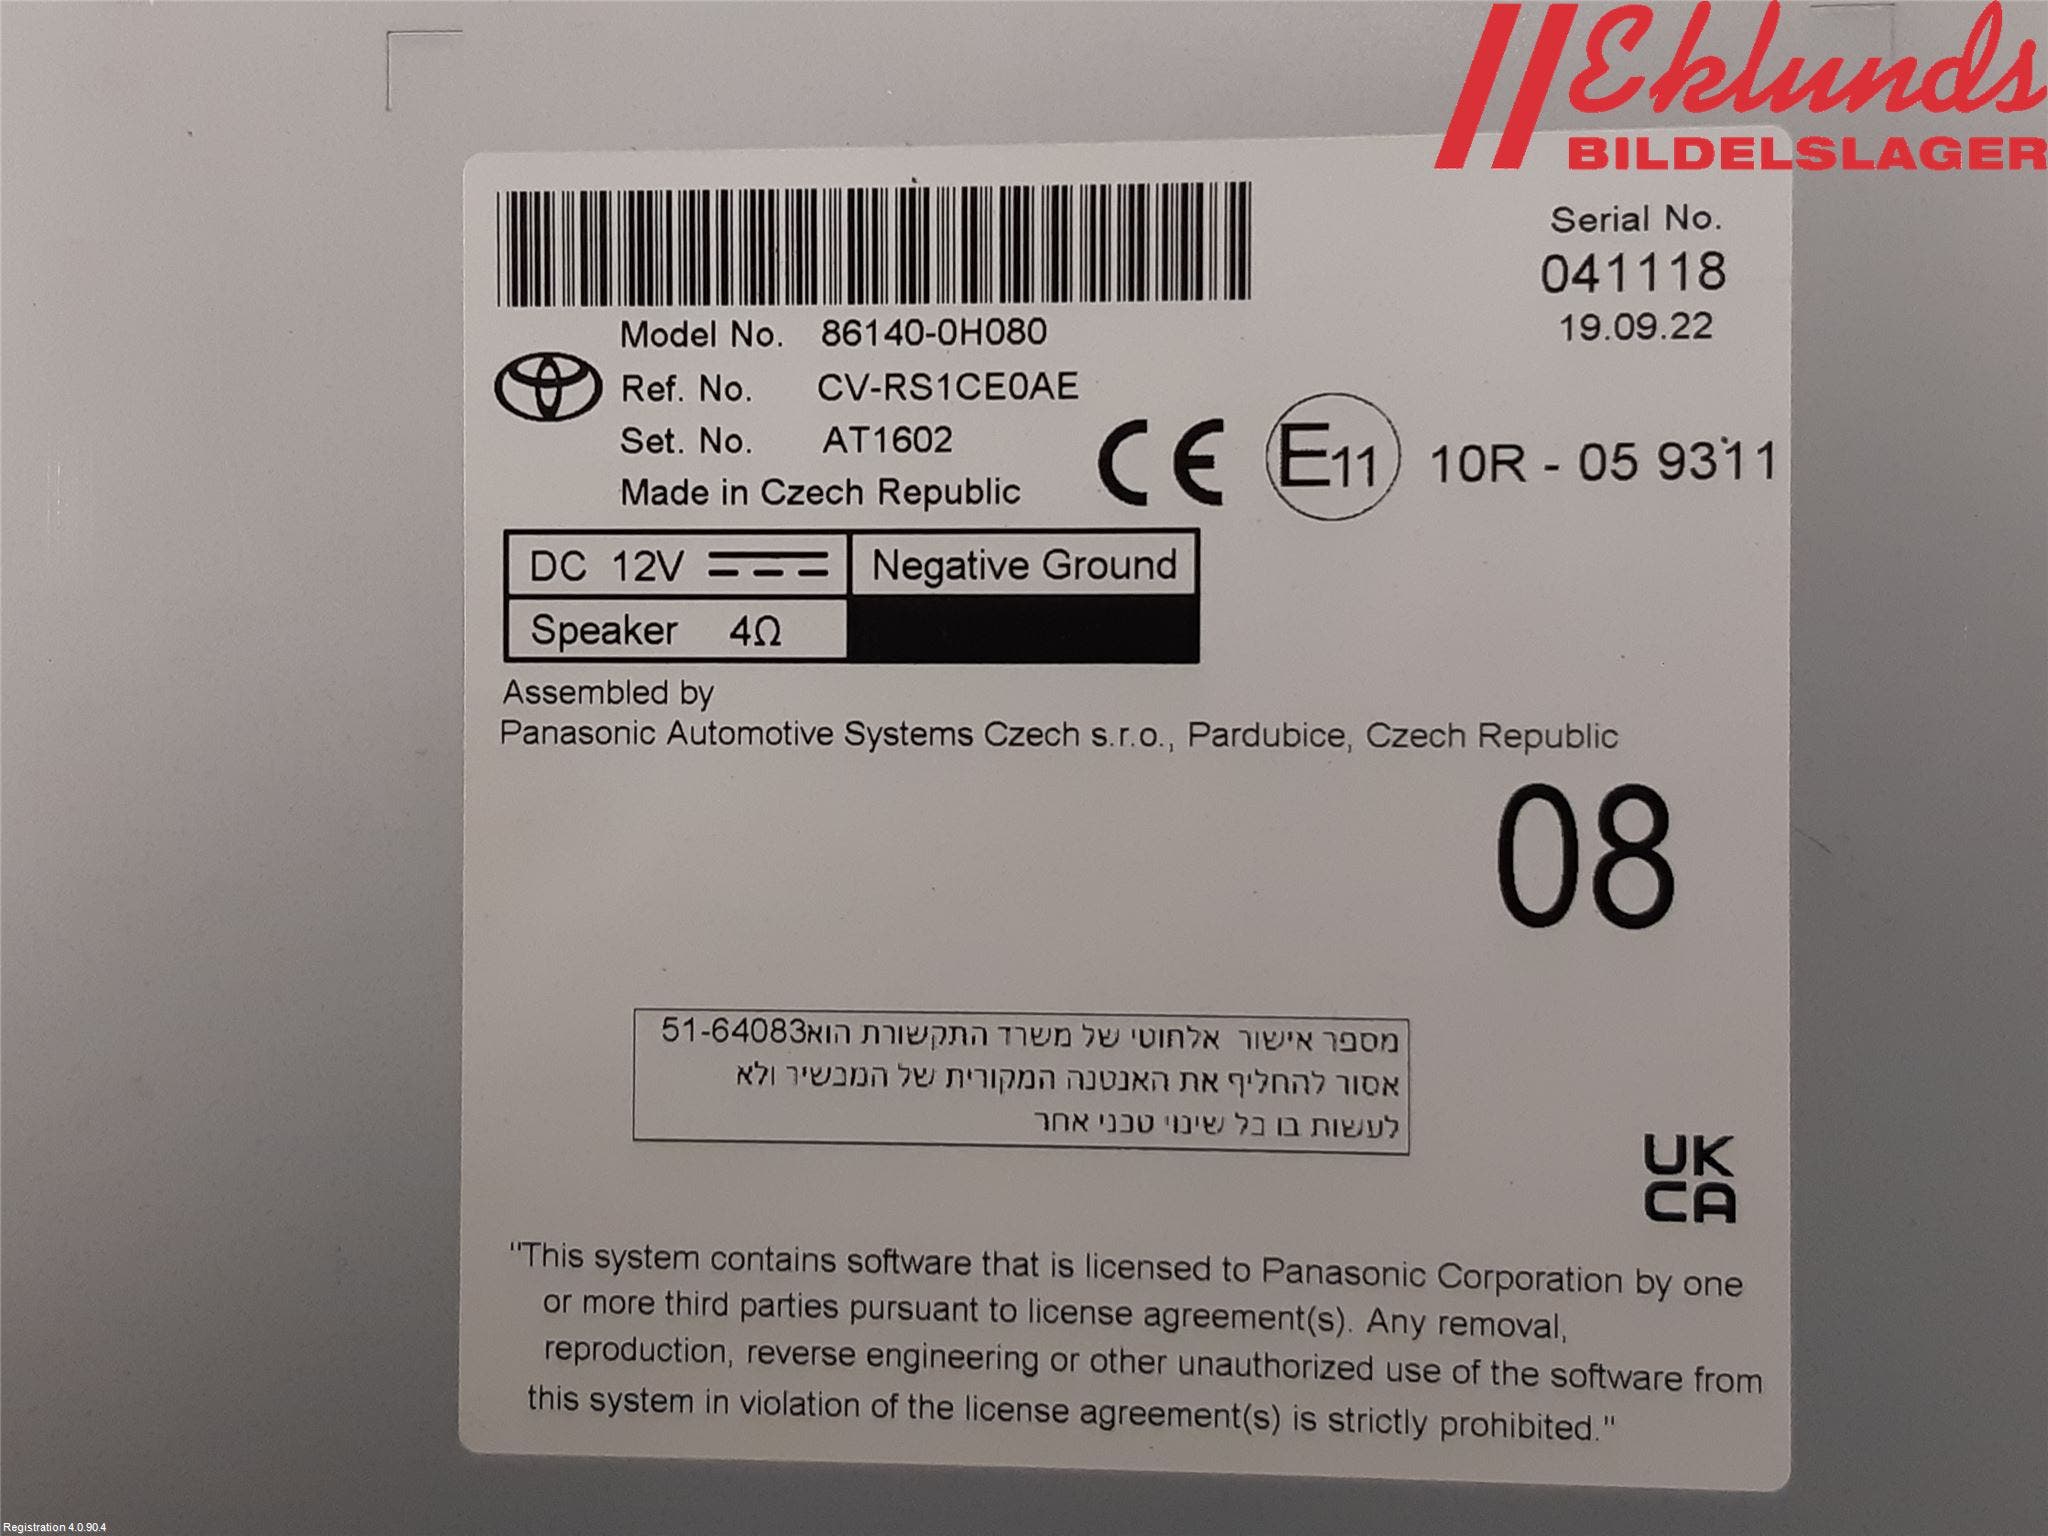 Eklunds
BILDELSLAGER
Serial No.
041118
19.09.22
Model No. 86140-0H080
Ref. No. CV-RS1CE0AE
Set. No. AT1602
Made in Czech Republic
CE E11 10R - 05 9311
DC 12V Negative Ground
Speaker 4Ω
Assembled by
Panasonic Automotive Systems Czech s.r.o., Pardubice, Czech Republic
08
מספר אישור אלחוטי של משרד התקשורת הוא51-64083
אסור להחליף את האנטנה המקורית של המכשיר ולא
לעשות בו כל שינוי טכני אחר
UK
CA
"This system contains software that is licensed to Panasonic Corporation by one
or more third parties pursuant to license agreement(s). Any removal,
reproduction, reverse engineering or other unauthorized use of the software from
this system in violation of the license agreement(s) is strictly prohibited."
Registration 4.0.90.4